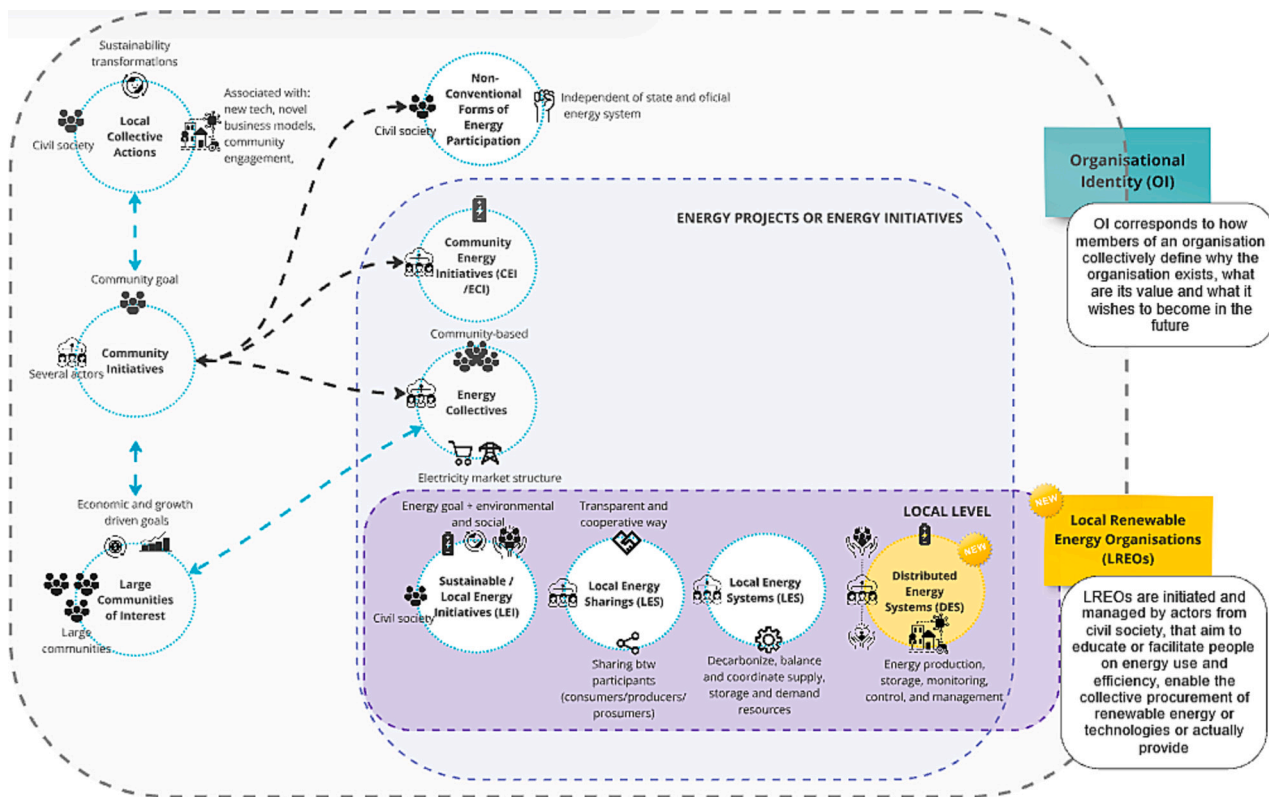 Sustainability
transformations
Local
Collective
Actions
Civil society
Associated with:
new tech, novel
business models,
community
engagement,
Non-
Conventional
Forms of
Energy
Participation
Civil society
Independent of state and oficial
energy system
Organisational
Identity (OI)
OI corresponds to how
members of an organisation
collectively define why the
organisation exists, what
are its value and what it
wishes to become in the
future
ENERGY PROJECTS OR ENERGY INITIATIVES
Community
Energy
Initiatives (CEI
/ECI)
Community goal
Community
Initiatives
Several actors
Community-based
Energy
Collectives
Electricity market structure
Economic and growth
driven goals
Large
Communities
of Interest
Large
communities
LOCAL LEVEL
Energy goal + environmental
and social
Sustainable /
Local Energy
Initiatives (LEI)
Civil society
Transparent and
cooperative way
Local Energy
Sharings (LES)
Sharing btw
participants
(consumers/producers/
prosumers)
Local Energy
Systems (LES)
Decarbonize, balance
and coordinate supply,
storage and demand
resources
NEW
Distributed
Energy
Systems (DES)
Energy production,
storage, monitoring,
control, and management
NEW
Local Renewable
Energy Organisations
(LREOs)
LREOs are initiated and
managed by actors from
civil society, that aim to
educate or facilitate people
on energy use and
efficiency, enable the
collective procurement of
renewable energy or
technologies or actually
provide